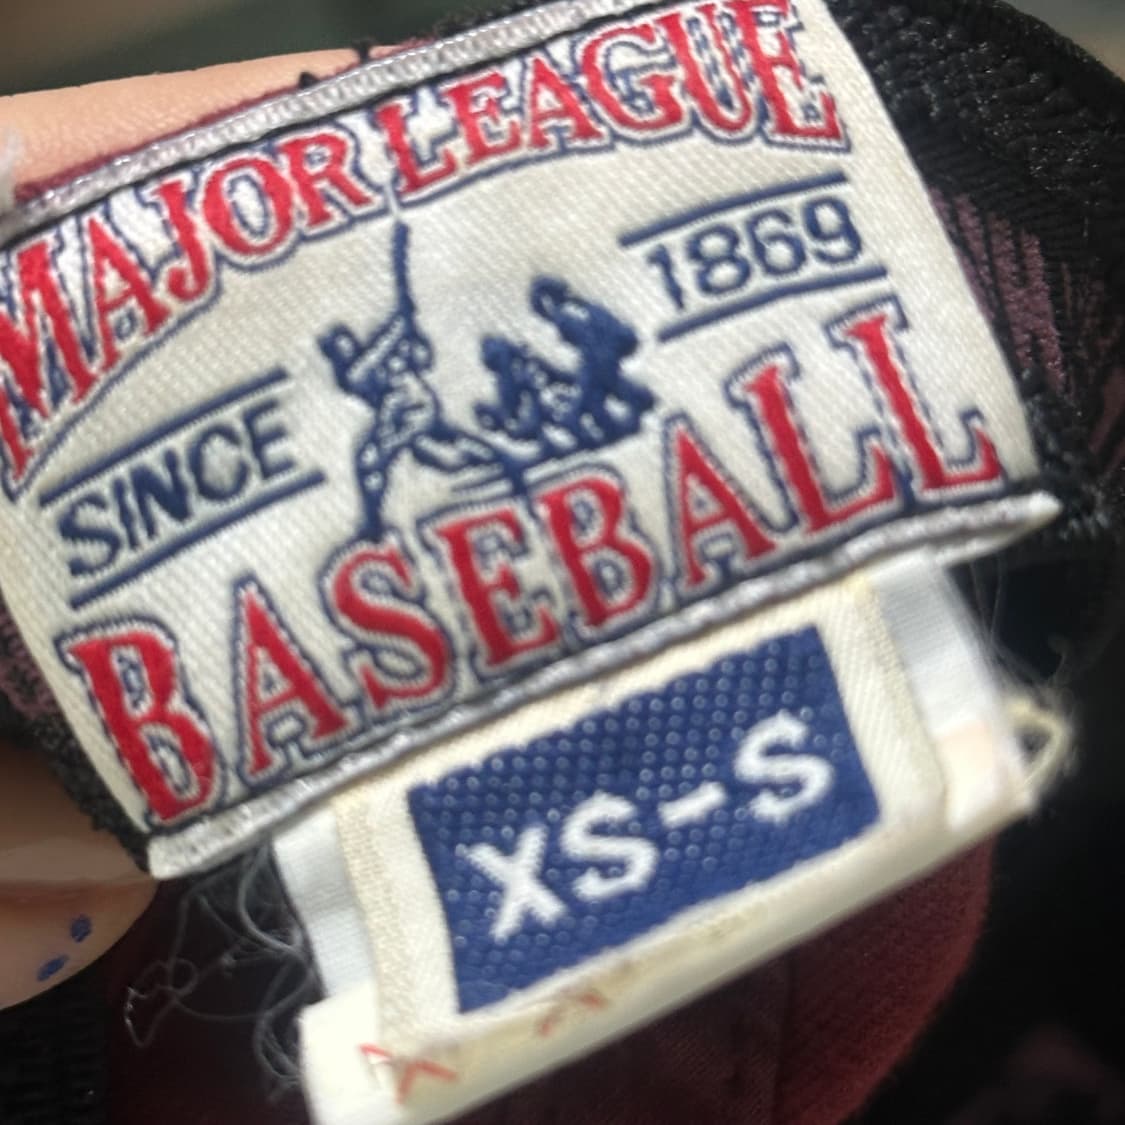 MAJOR LEAGUE
SINCE 1869
BASEBALL
XS-S